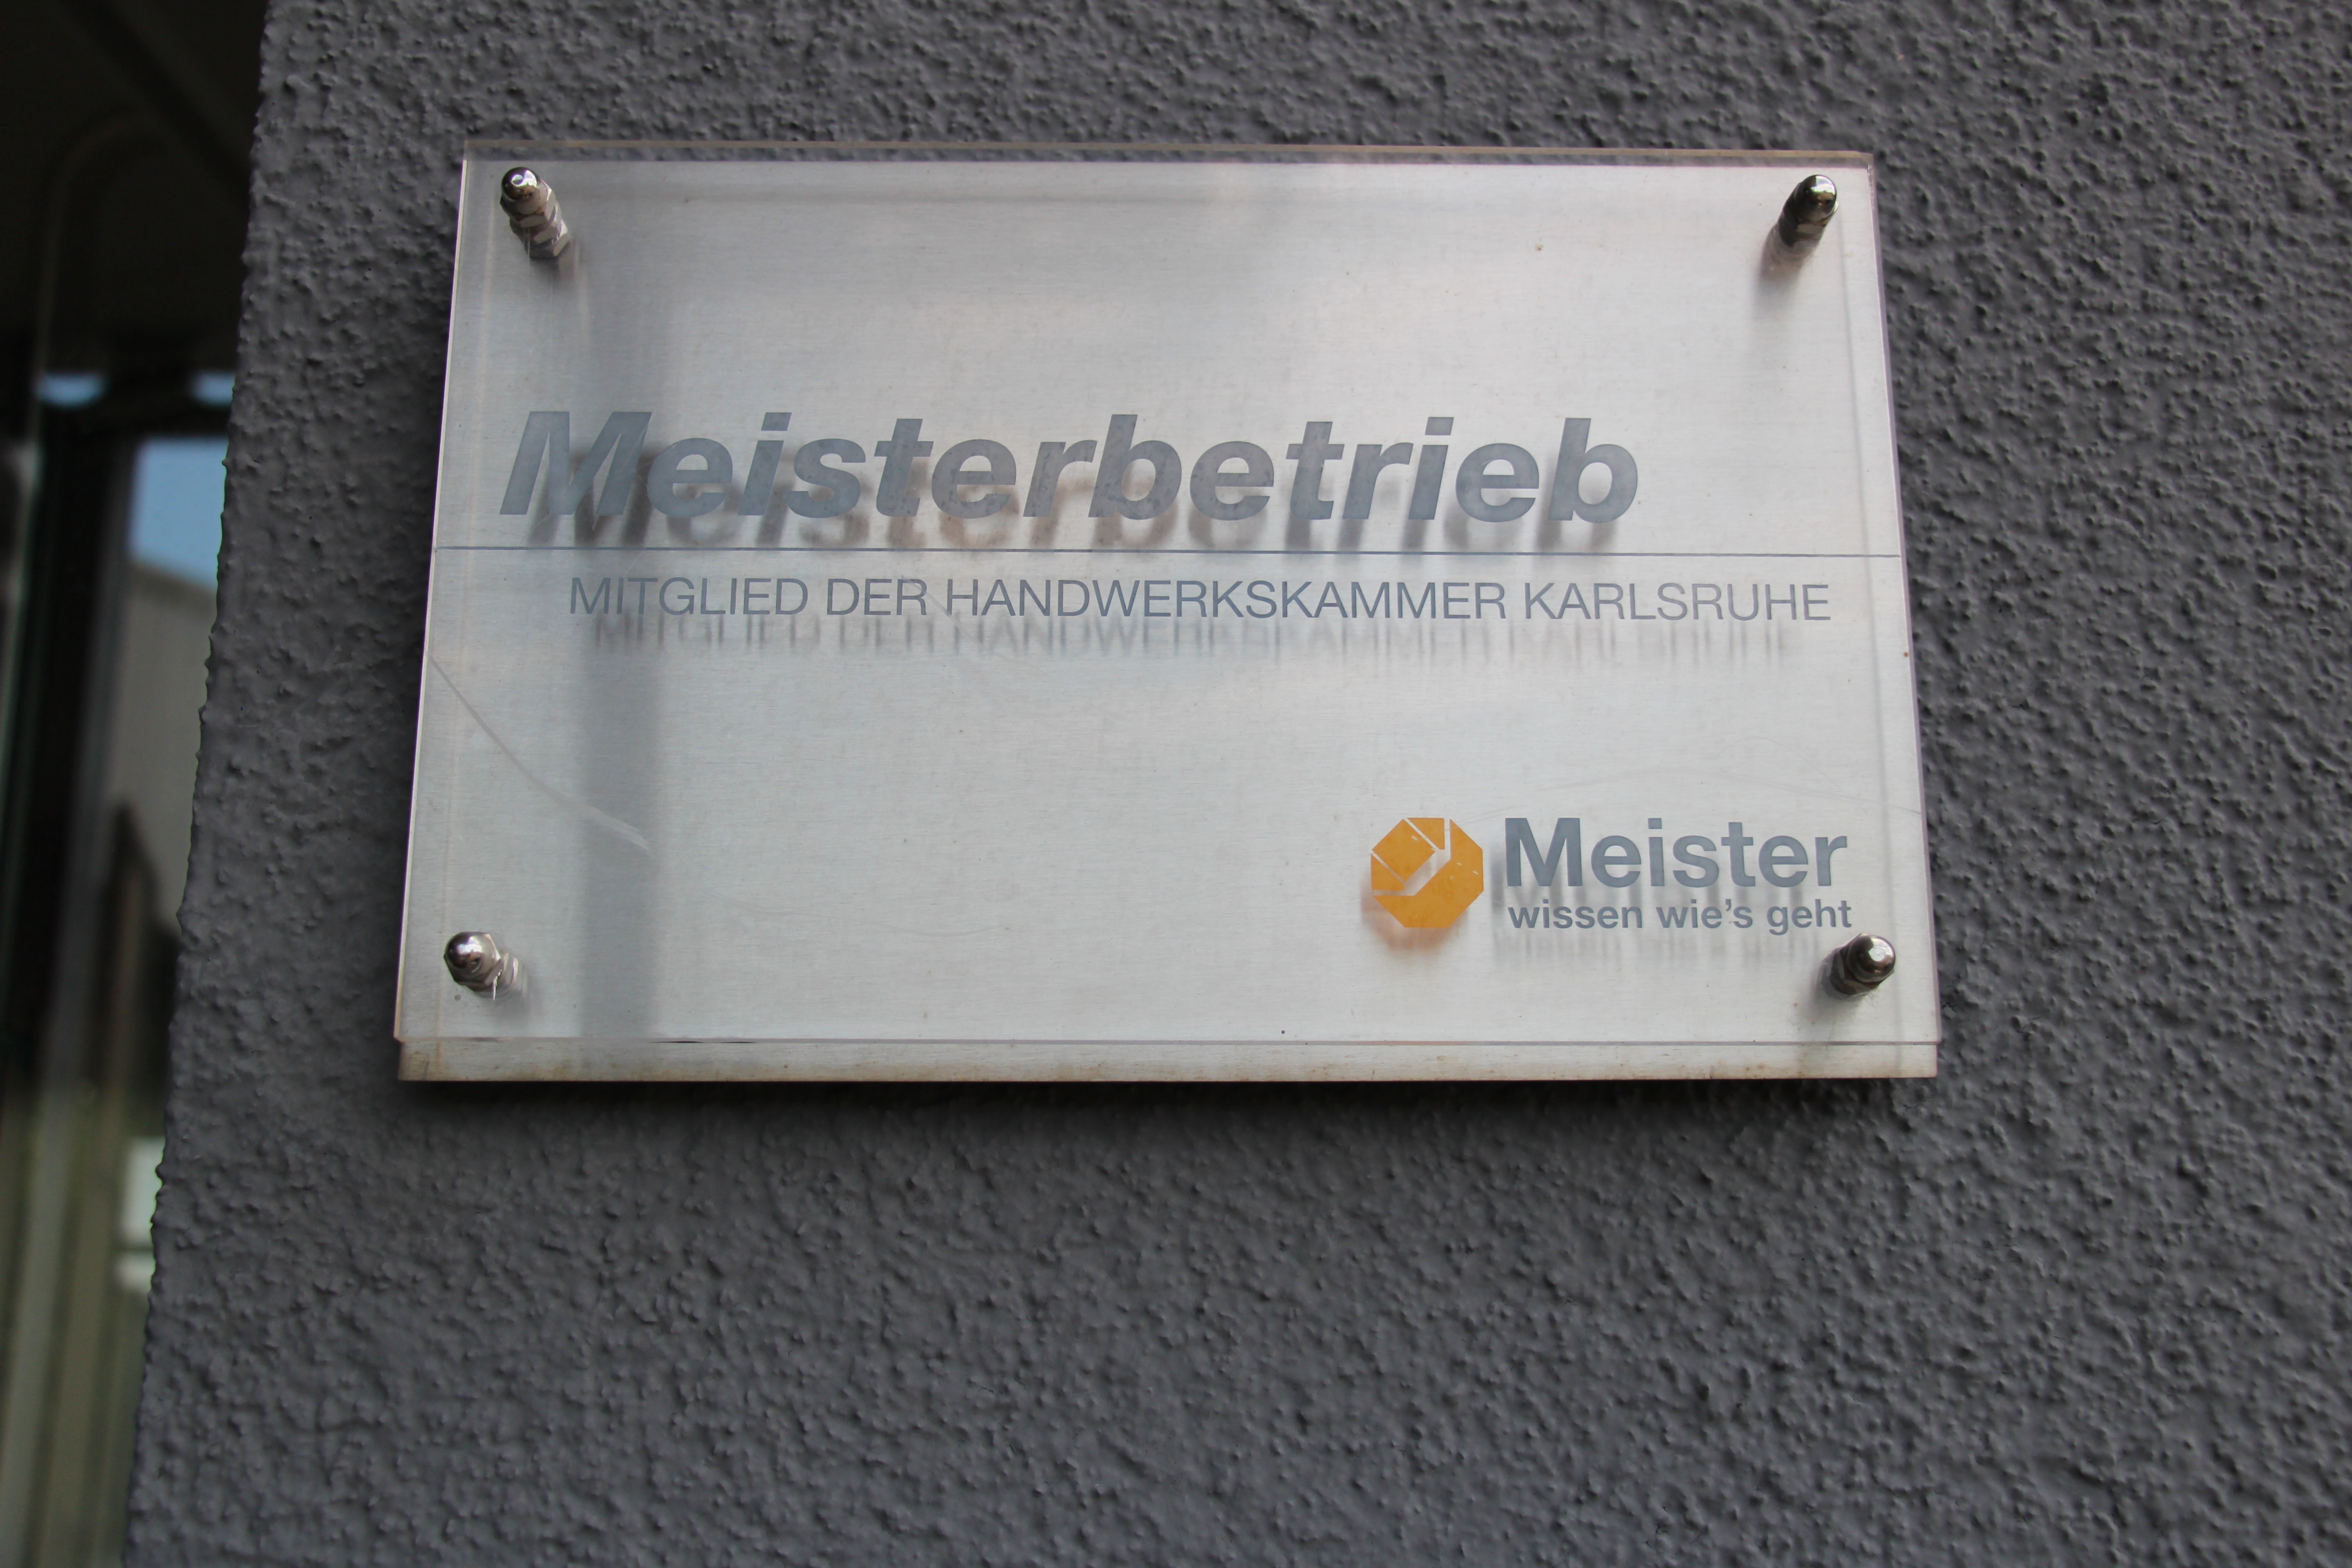 Meisterbetrieb
MITGLIED DER HANDWERKSKAMMER KARLSRUHE
Meister
wissen wie’s geht